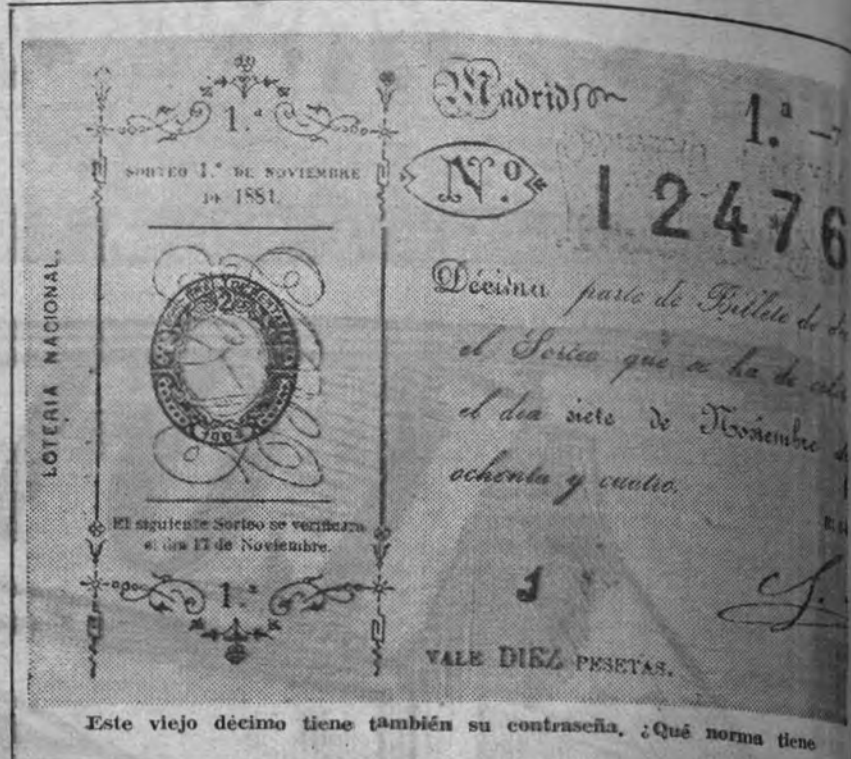 LOTERIA NACIONAL.
1.ª
SORTEO 1.º DE NOVIEMBRE
DE 1884.
El siguiente Sorteo se verificará
el día 17 de Noviembre.
1.ª
Madrid
1.ª
N.º
12476
Décima parte de Billete de
el Sorteo que se ha de
el dia siete de Noviembre
ochenta y cuatro.
1
VALE DIEZ PESETAS.
Este viejo décimo tiene también su contraseña. ¿Qué norma tiene